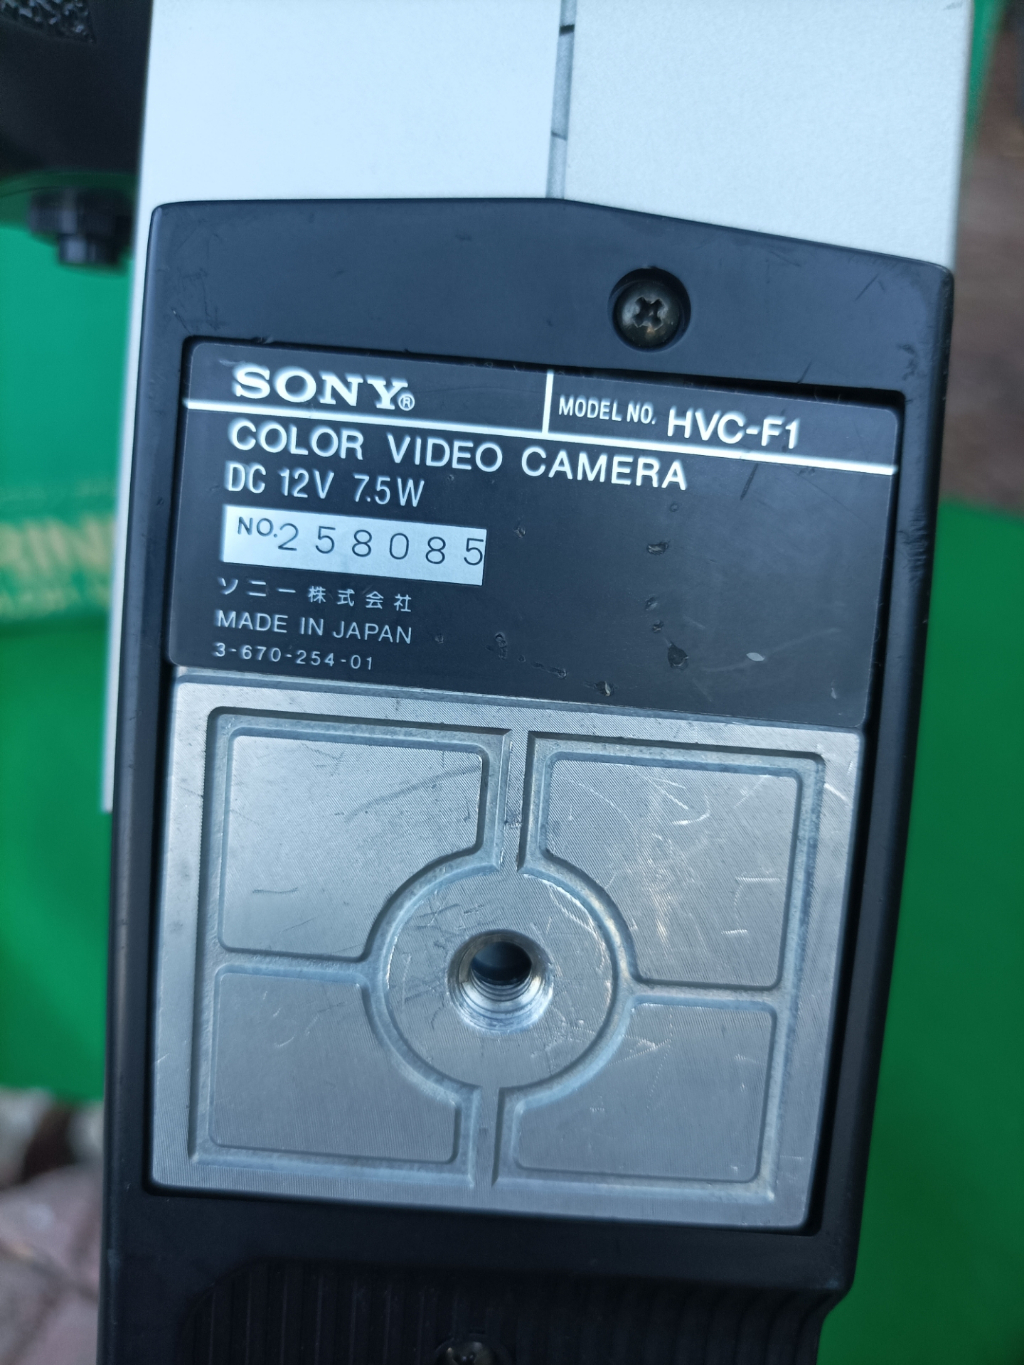 SONY®
MODEL NO. HVC-F1
COLOR VIDEO CAMERA
DC 12V 7.5W
NO. 258085
ソニー株式会社
MADE IN JAPAN
3-670-254-01